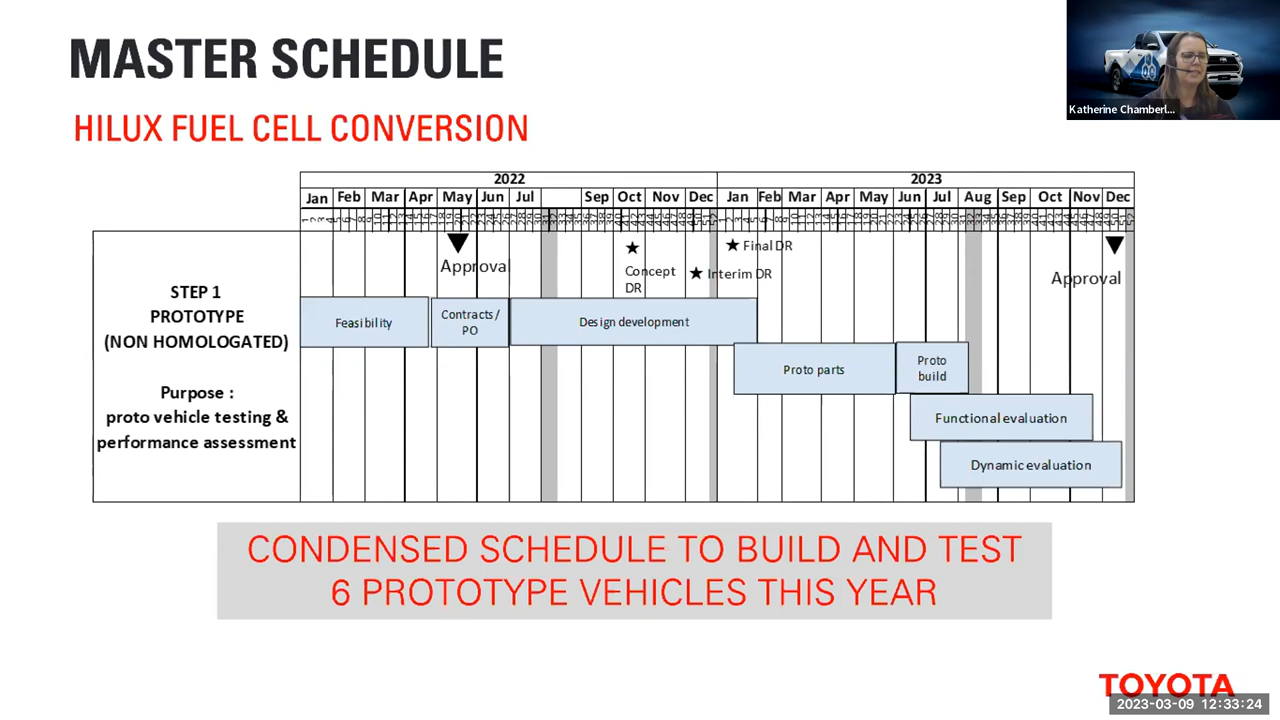 MASTER SCHEDULE
HILUX FUEL CELL CONVERSION
Katherine Chamberl...
2022 2023
Jan Feb Mar Apr May Jun Jul Sep Oct Nov Dec Jan Feb Mar Apr May Jun Jul Aug Sep Oct Nov Dec
Approval
Concept
DR
Interim DR
Final DR
Approval
STEP 1
PROTOTYPE
(NON HOMOLOGATED)
Purpose :
proto vehicle testing &
performance assessment
Feasibility
Contracts /
PO
Design development
Proto parts
Proto
build
Functional evaluation
Dynamic evaluation
CONDENSED SCHEDULE TO BUILD AND TEST
6 PROTOTYPE VEHICLES THIS YEAR
TOYOTA
2023-03-09 12:33:24